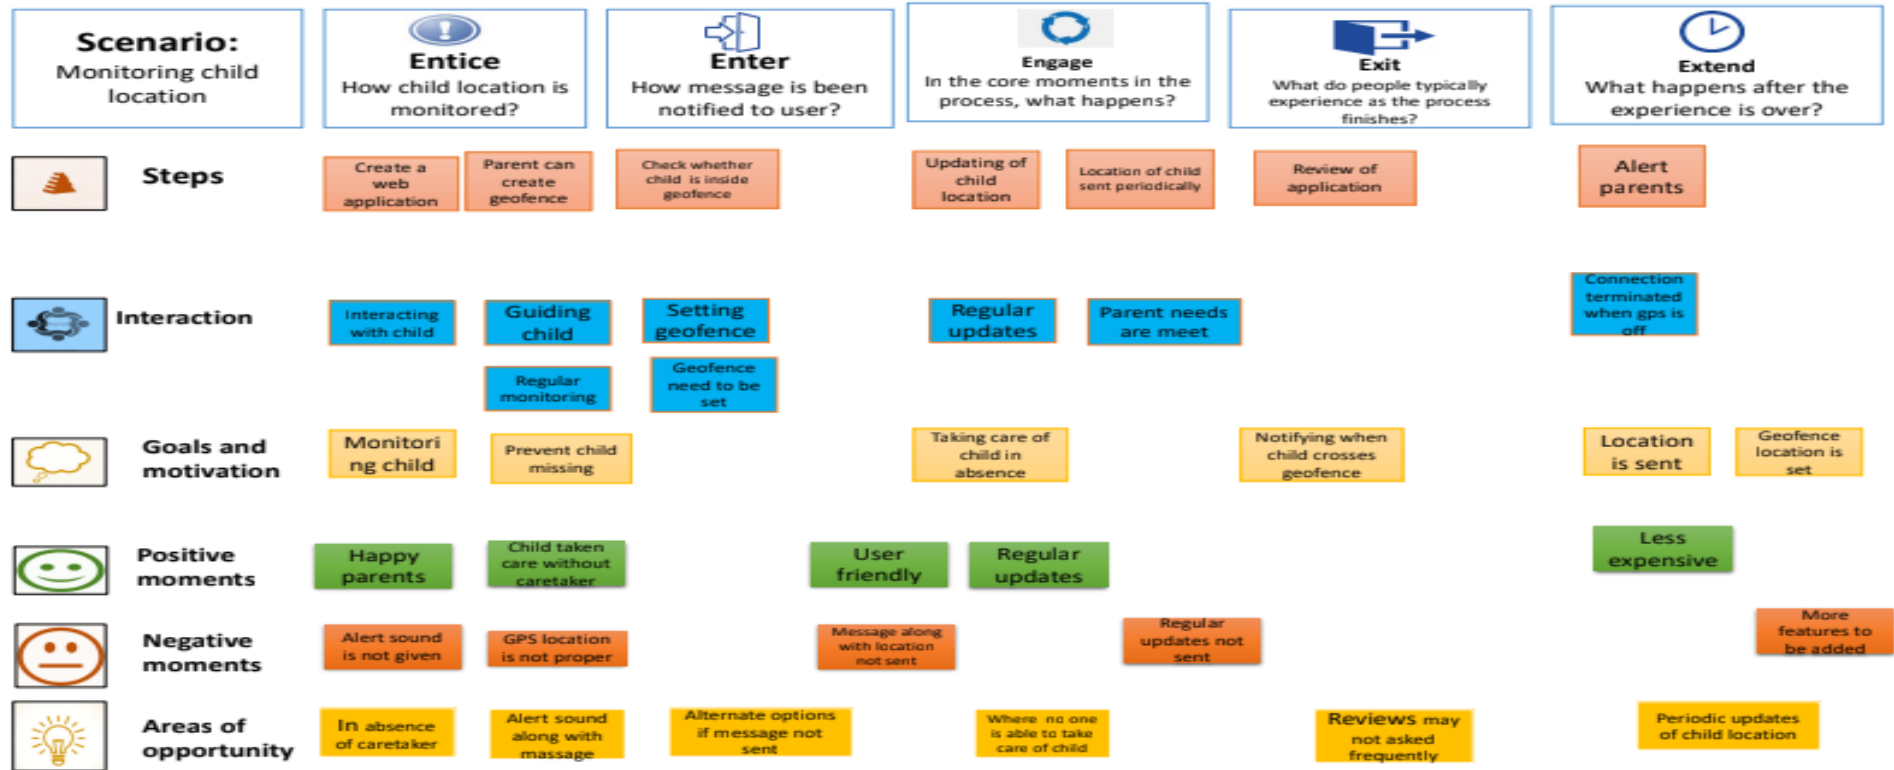 Scenario:
Monitoring child
location
Entice
How child location is
monitored?
Enter
How message is been
notified to user?
Engage
In the core moments in the
process, what happens?
Exit
What do people typically
experience as the process
finishes?
Extend
What happens after the
experience is over?
Steps
Create a
web
application
Parent can
create
geofence
Check whether
child is inside
geofence
Updating of
child
location
Location of child
sent periodically
Review of
application
Alert
parents
Interaction
Interacting
with child
Guiding
child
Setting
geofence
Regular
updates
Parent needs
are meet
Connection
terminated
when gps is
off
Regular
monitoring
Geofence
need to be
set
Goals and
motivation
Monitori
ng child
Prevent child
missing
Taking care of
child in
absence
Notifying when
child crosses
geofence
Location
is sent
Geofence
location is
set
Positive
moments
Happy
parents
Child taken
care without
caretaker
User
friendly
Regular
updates
Less
expensive
Negative
moments
Alert sound
is not given
GPS location
is not proper
Message along
with location
not sent
Regular
updates not
sent
More
features to
be added
Areas of
opportunity
In absence
of caretaker
Alert sound
along with
massage
Alternate options
if message not
sent
Where no one
is able to take
care of child
Reviews may
not asked
frequently
Periodic updates
of child location